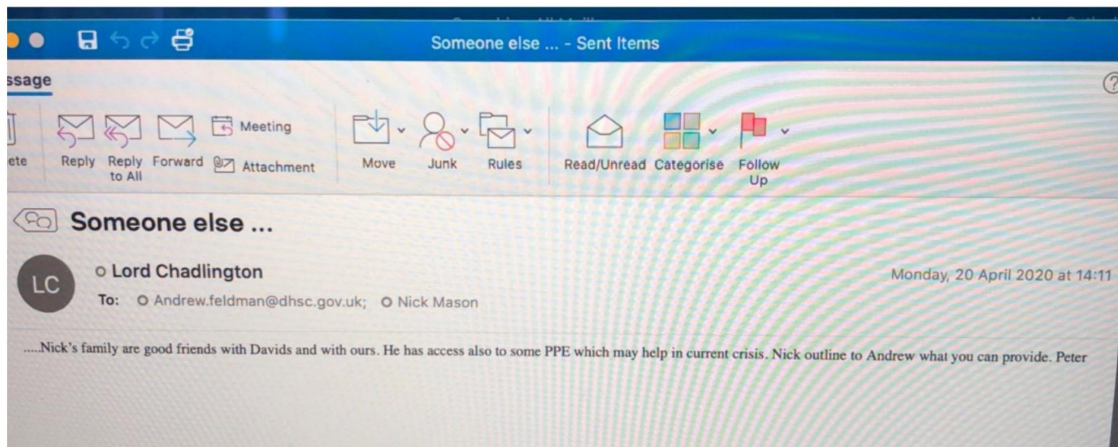 Someone else ... - Sent Items
ssage
ete
Reply
Reply to All
Forward
Meeting
Attachment
Move
Junk
Rules
Read/Unread
Categorise
Follow Up
Someone else ...
LC
Lord Chadlington
Monday, 20 April 2020 at 14:11
To: Andrew.feldman@dhsc.gov.uk; Nick Mason
.....Nick's family are good friends with Davids and with ours. He has access also to some PPE which may help in current crisis. Nick outline to Andrew what you can provide. Peter